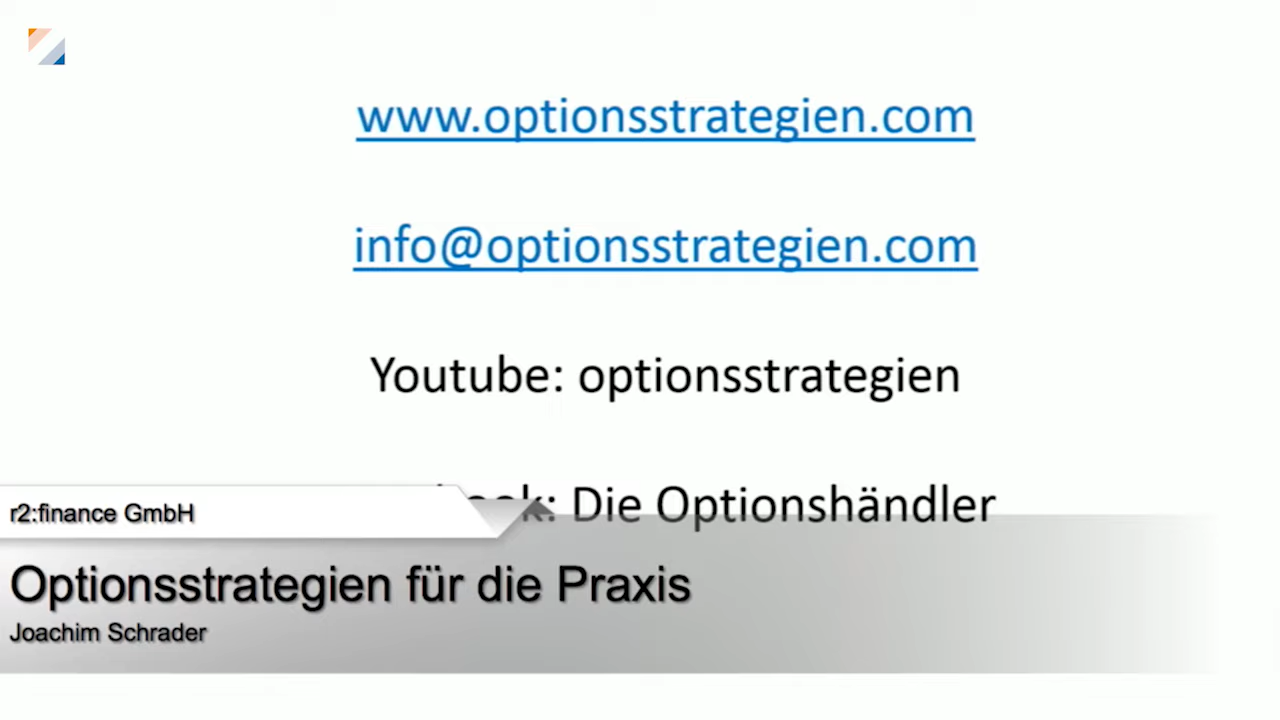 www.optionsstrategien.com
info@optionsstrategien.com
Youtube: optionsstrategien
Die Optionshändler
r2:finance GmbH
Optionsstrategien für die Praxis
Joachim Schrader